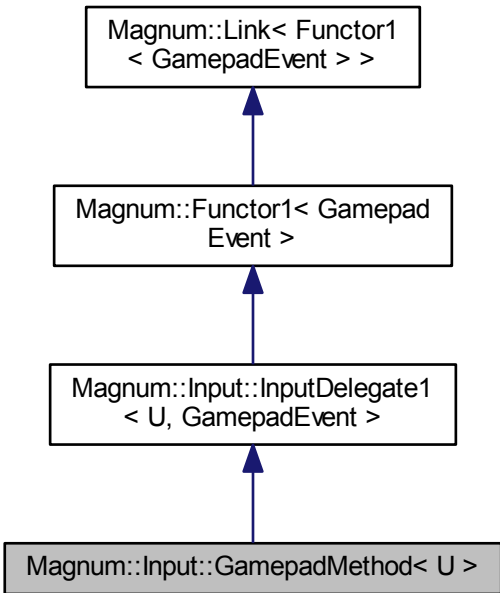 Magnum::Link< Functor1
< GamepadEvent > >
Magnum::Functor1< Gamepad
Event >
Magnum::Input::InputDelegate1
< U, GamepadEvent >
Magnum::Input::GamepadMethod< U >